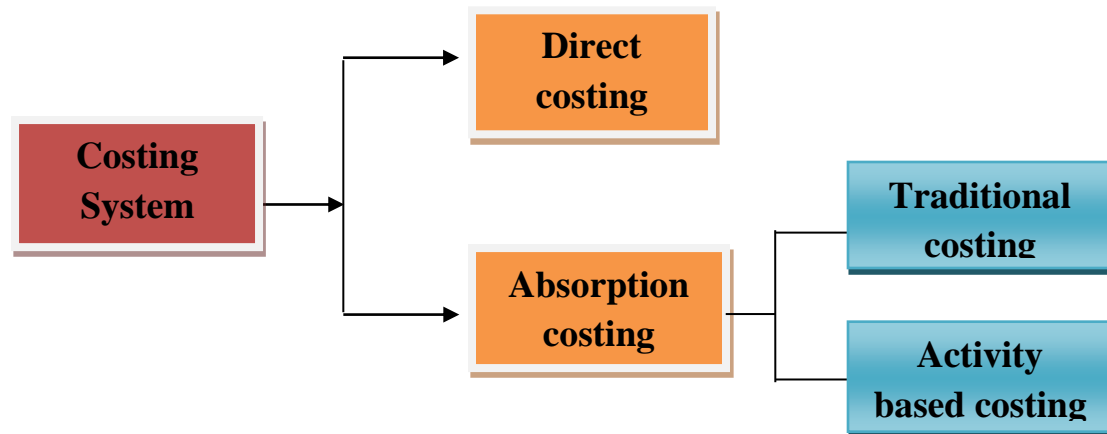 Direct
costing
Costing
System
Traditional
costing
Absorption
costing
Activity
based costing